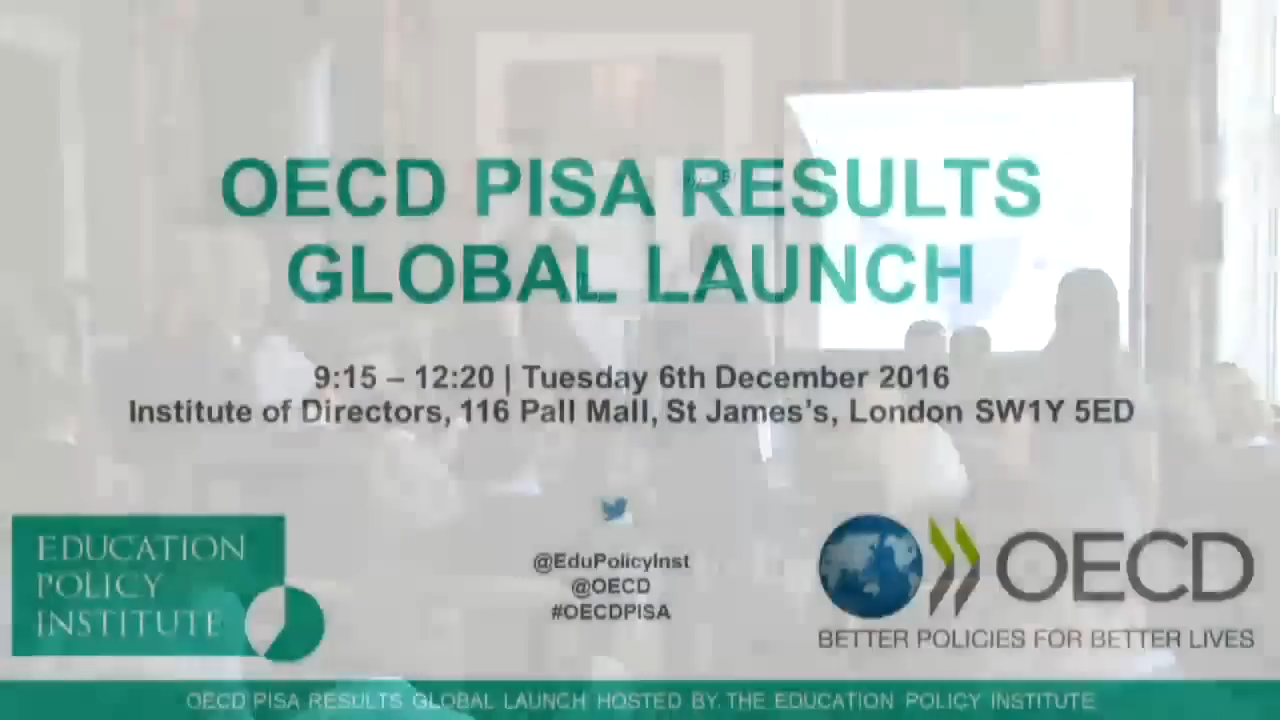 OECD PISA RESULTS
GLOBAL LAUNCH
9:15 – 12:20 | Tuesday 6th December 2016
Institute of Directors, 116 Pall Mall, St James's, London SW1Y 5ED
EDUCATION
POLICY
INSTITUTE
@EduPolicyInst
@OECD
#OECDPISA
OECD
BETTER POLICIES FOR BETTER LIVES
OECD PISA RESULTS GLOBAL LAUNCH HOSTED BY THE EDUCATION POLICY INSTITUTE